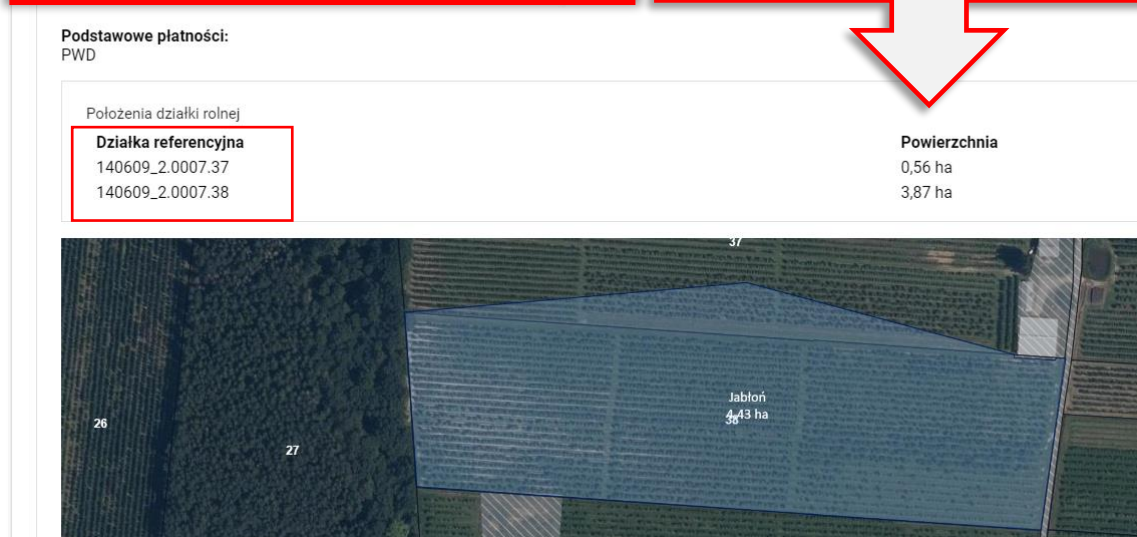 Podstawowe płatności:
PWD
Położenia działki rolnej
Działka referencyjna Powierzchnia
140609_2.0007.37 0,56 ha
140609_2.0007.38 3,87 ha
37
Jabłoń
4,43 ha
38
26
27